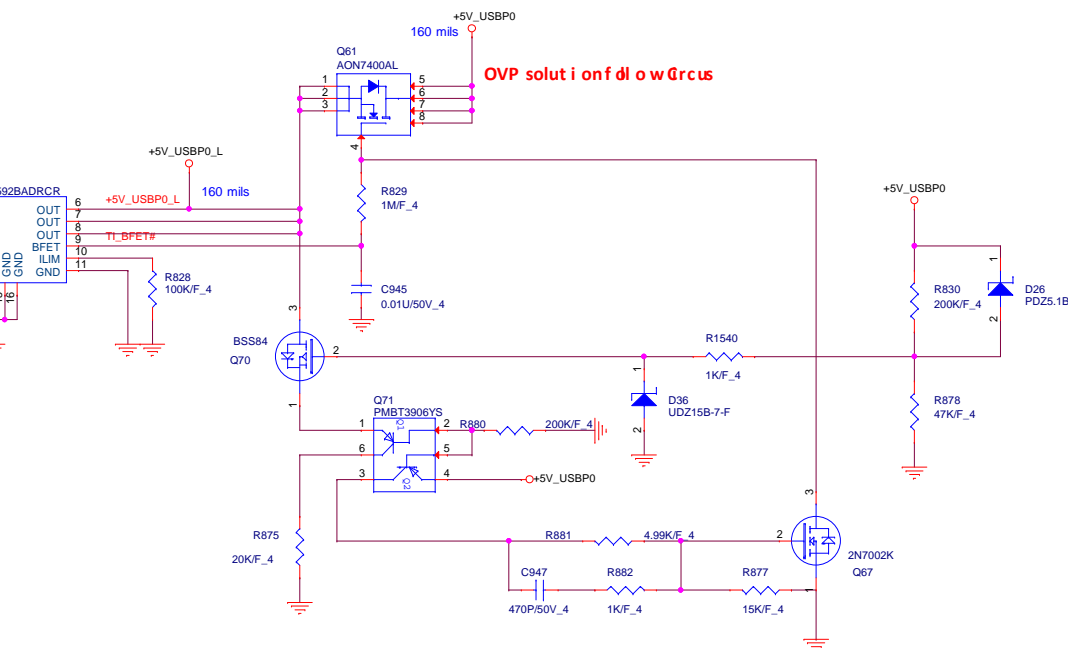 +5V_USBP0
160 mils
Q61
AON7400AL
OVP solut i onf dl o w Crcus
1
2
3
5
6
7
8
4
+5V_USBP0_L
160 mils
592BADRCR
+5V_USBP0_L
TI_BFET#
OUT
OUT
OUT
BFET
ILIM
GND
6
7
8
9
10
11
GND
GND
16
R828
100K/F_4
R829
1M/F_4
C945
0.01U/50V_4
+5V_USBP0
R830
200K/F_4
1
D26
PDZ5.1B
2
3
BSS84
Q70
2
1
R1540
1K/F_4
1
D36
UDZ15B-7-F
2
R878
47K/F_4
Q71
PMBT3906YS
1
6
3
Q1
Q2
2
5
4
R880
200K/F_4
+5V_USBP0
R875
20K/F_4
R881
4.99K/F_4
C947
470P/50V_4
R882
1K/F_4
R877
15K/F_4
3
2
1
2N7002K
Q67